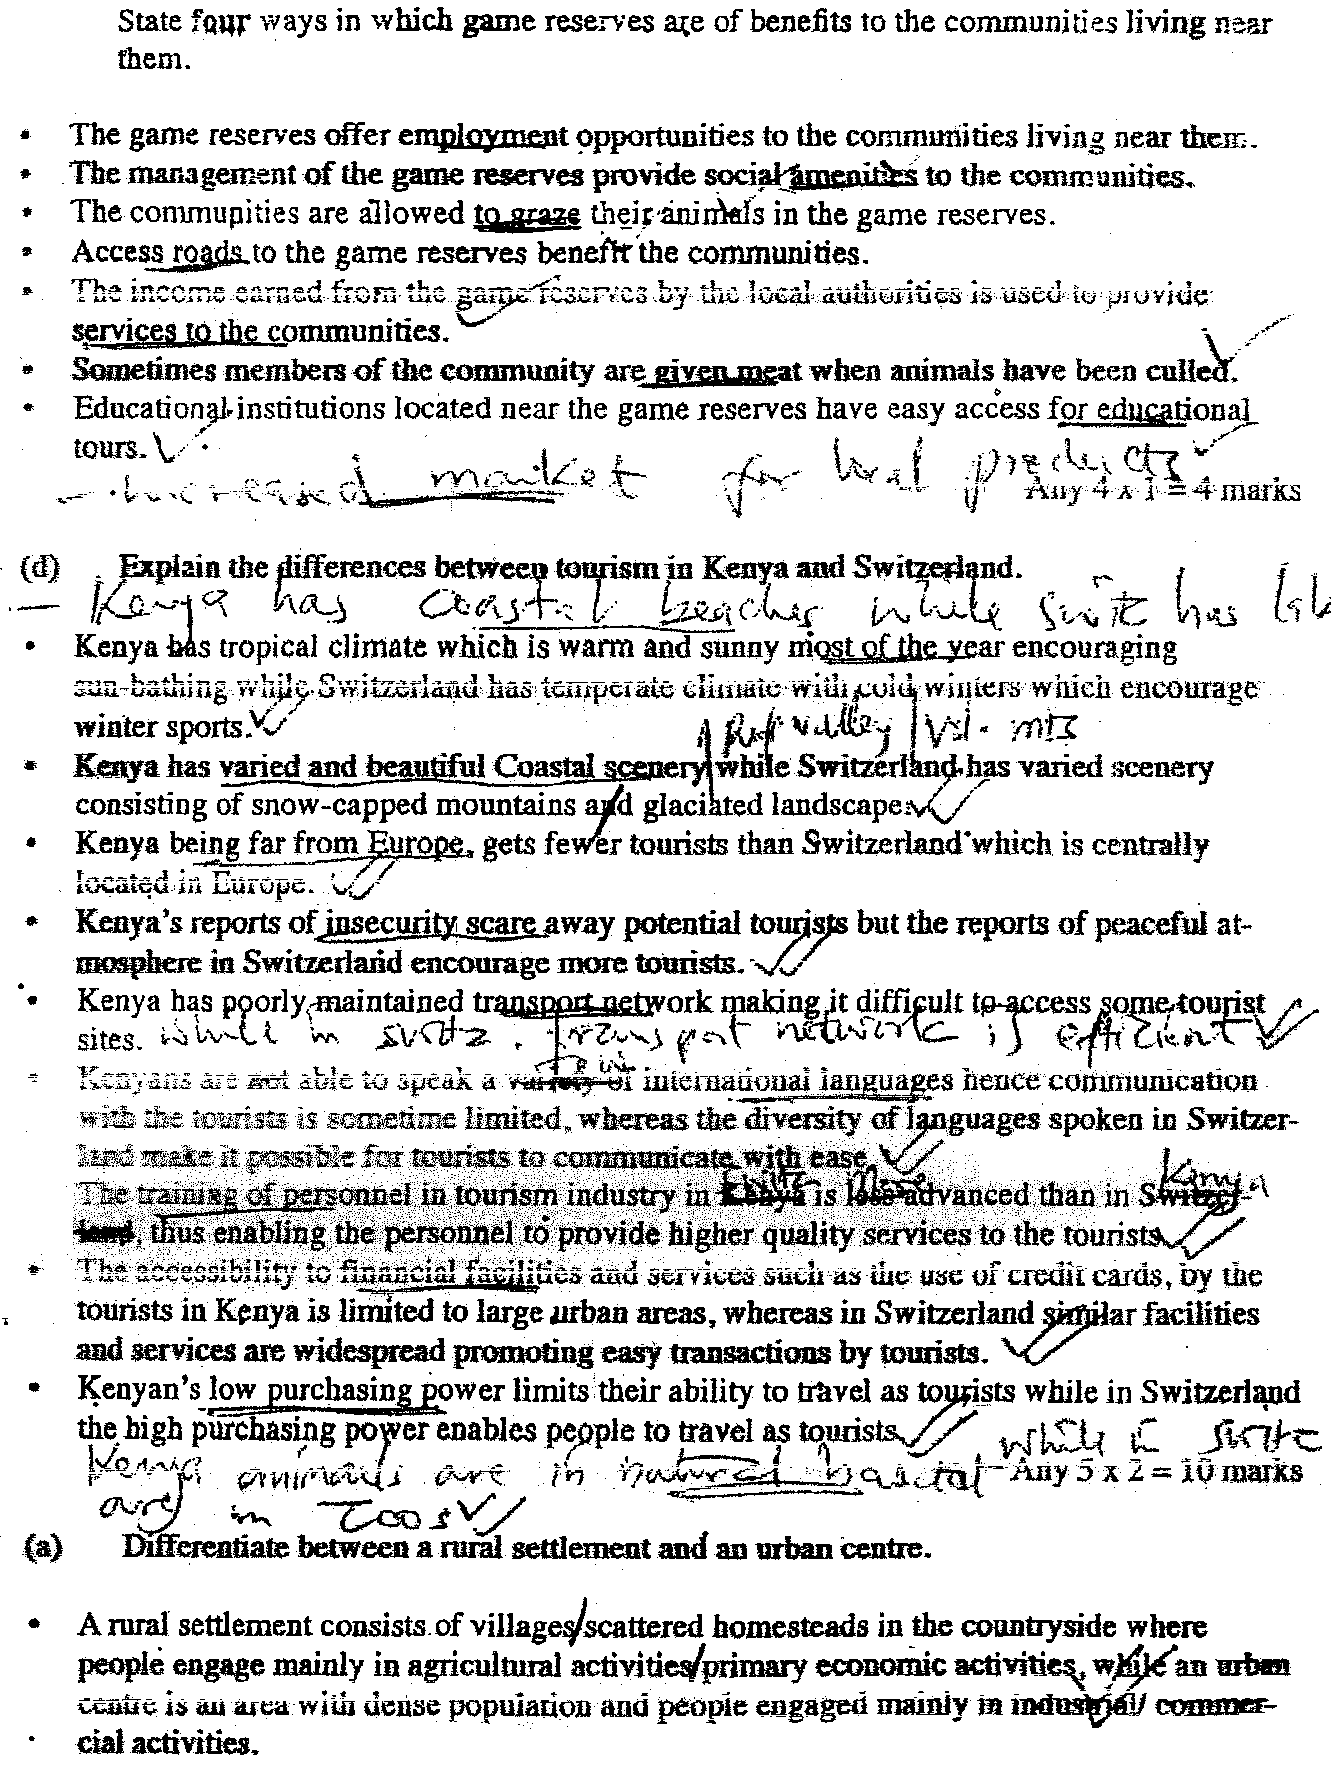 State four ways in which game reserves are of benefits to the communities living near
them.
• The game reserves offer employment opportunities to the communities living near them.
• The management of the game reserves provide social amenities to the communities.
• The communities are allowed to graze their animals in the game reserves.
• Access roads to the game reserves benefit the communities.
• The income earned from the game reserves by the local authorities is used to provide
services to the communities.
• Sometimes members of the community are given meat when animals have been culled.
• Educational institutions located near the game reserves have easy access for educational
tours.
- Increased market for local products
Any 4 x 1 = 4 marks
(d) Explain the differences between tourism in Kenya and Switzerland.
— Kenya has coastal beaches while swit has
• Kenya has tropical climate which is warm and sunny most of the year encouraging
sun-bathing while Switzerland has temperate climate with cold winters which encourage
winter sports.
Rift valley / Vol. mts
• Kenya has varied and beautiful Coastal scenery while Switzerland has varied scenery
consisting of snow-capped mountains and glaciated landscape.
• Kenya being far from Europe, gets fewer tourists than Switzerland which is centrally
located in Europe.
• Kenya's reports of insecurity scare away potential tourists but the reports of peaceful at-
mosphere in Switzerland encourage more tourists.
• Kenya has poorly maintained transport network making it difficult to access some tourist
sites. while in switz. transport network is efficient
Kenyans are not able to speak a variety of international languages hence communication
with the tourists is sometime limited, whereas the diversity of languages spoken in Switzer-
land make it possible for tourists to communicate with ease
Switz More Kenya
The training of personnel in tourism industry in Kenya is less advanced than in Switzer-
land, thus enabling the personnel to provide higher quality services to the tourists.
• The accessibility to financial facilities and services such as the use of credit cards, by the
tourists in Kenya is limited to large urban areas, whereas in Switzerland similar facilities
and services are widespread promoting easy transactions by tourists.
• Kenyan's low purchasing power limits their ability to travel as tourists while in Switzerland
the high purchasing power enables people to travel as tourists.
Kenya animals are in natural habitat while in Switz
Any 5 x 2 = 10 marks
are in Zoos
(a) Differentiate between a rural settlement and an urban centre.
• A rural settlement consists of villages/scattered homesteads in the countryside where
people engage mainly in agricultural activities/primary economic activities, while an urban
centre is an area with dense population and people engaged mainly in industrial/ commer-
cial activities.